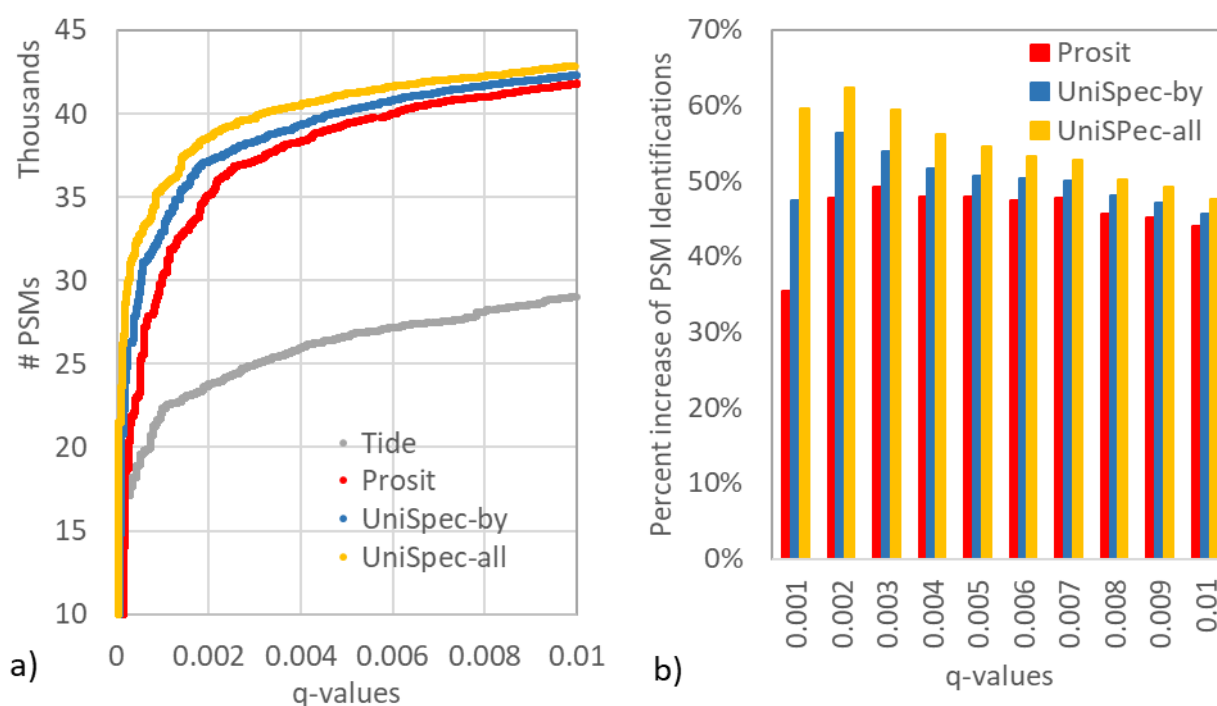 Thousands
# PSMs
45
40
35
30
25
20
15
10
Tide
Prosit
UniSpec-by
UniSpec-all
0 0.002 0.004 0.006 0.008 0.01
q-values
a)
Percent increase of PSM Identifications
70%
60%
50%
40%
30%
20%
10%
0%
Prosit
UniSpec-by
UniSPec-all
0.001 0.002 0.003 0.004 0.005 0.006 0.007 0.008 0.009 0.01
q-values
b)